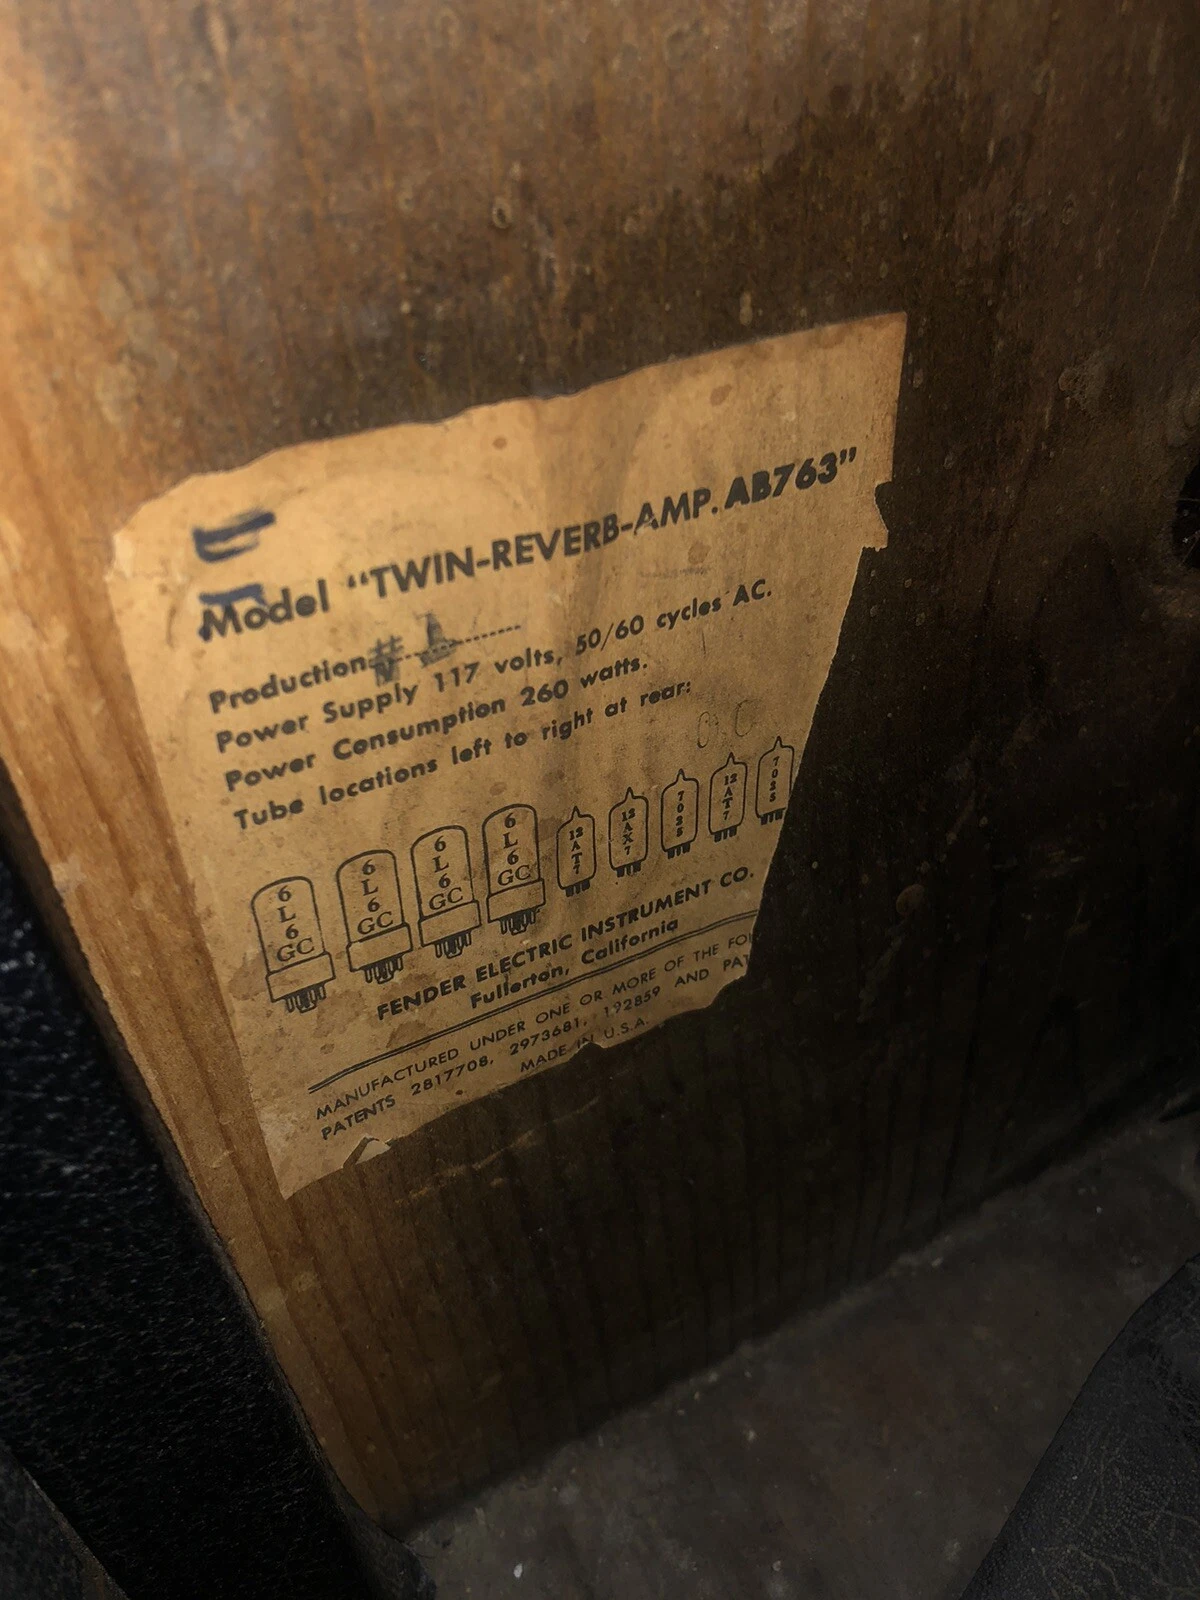 Model “TWIN-REVERB-AMP. AB763”
Production #
Power Supply 117 volts, 50/60 cycles AC.
Power Consumption 260 watts.
Tube locations left to right at rear:
6L6GC 6L6GC 6L6GC 6L6GC 12AT7 12AX7 7025 12AT7 7025
FENDER ELECTRIC INSTRUMENT CO.
Fullerton, California
MANUFACTURED UNDER ONE OR MORE OF THE
PATENTS 2817708, 2973681, 192859 AND
MADE IN U.S.A.